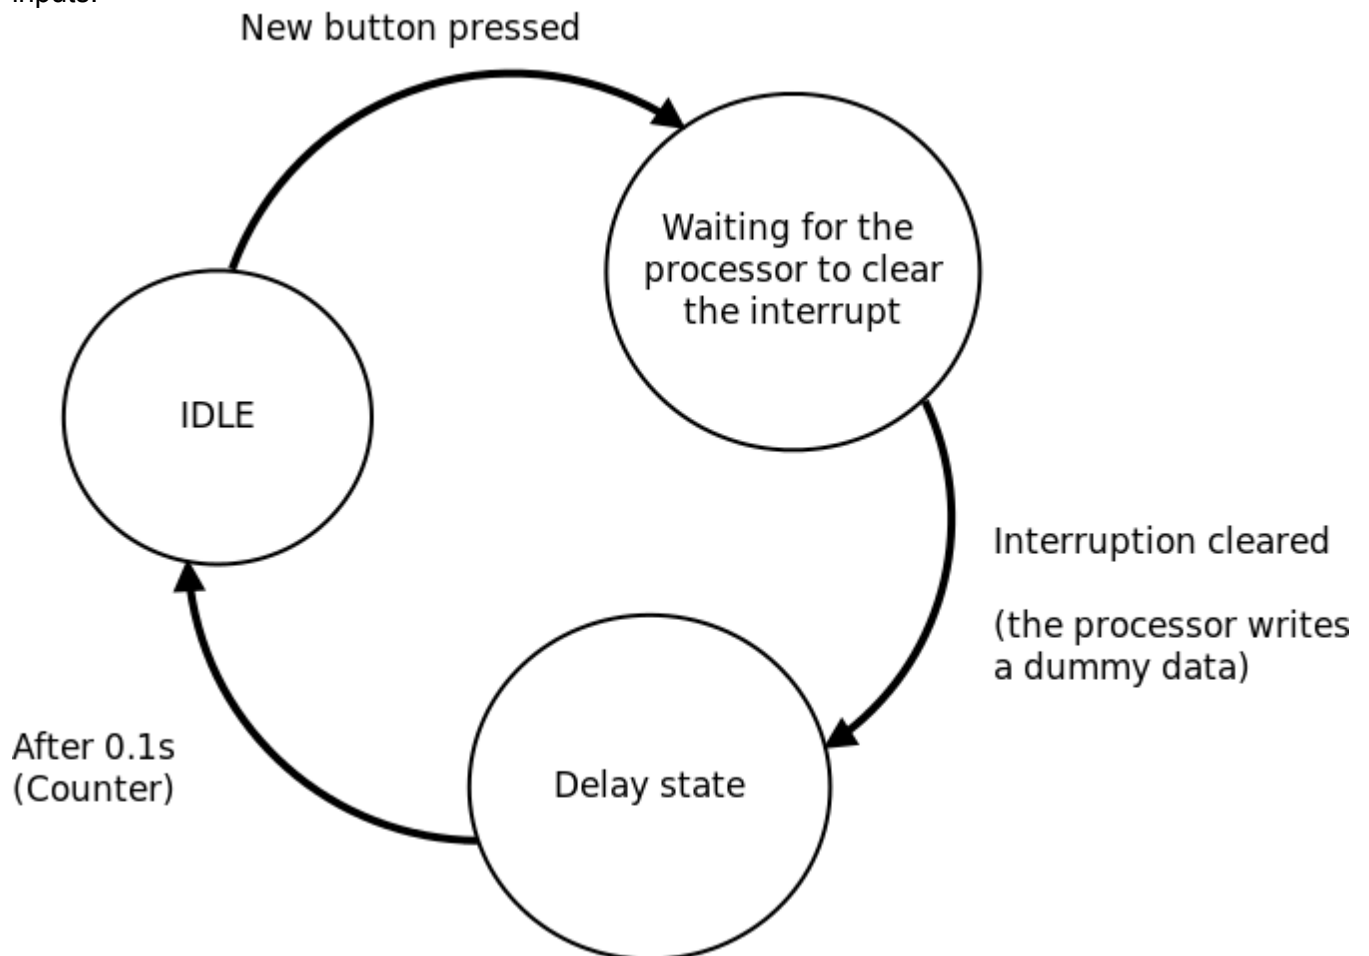 inputs.
New button pressed
Waiting for the
processor to clear
the interrupt
IDLE
Interruption cleared
(the processor writes
a dummy data)
After 0.1s
(Counter)
Delay state